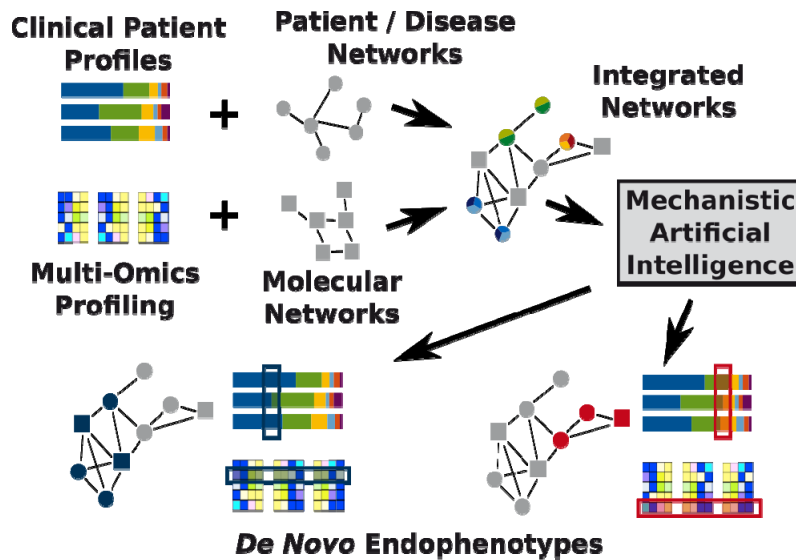 Clinical Patient
Profiles
Patient / Disease
Networks
Integrated
Networks
Multi-Omics
Profiling
Molecular
Networks
Mechanistic
Artificial
Intelligence
De Novo Endophenotypes